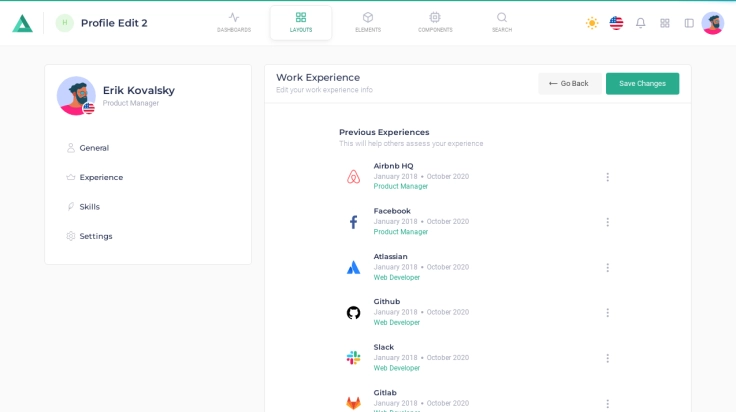 H
Profile Edit 2
DASHBOARDS
LAYOUTS
ELEMENTS
COMPONENTS
SEARCH
Erik Kovalsky
Product Manager
General
Experience
Skills
Settings
Work Experience
Edit your work experience info
Go Back
Save Changes
Previous Experiences
This will help others assess your experience
Airbnb HQ
January 2018 • October 2020
Product Manager
Facebook
January 2018 • October 2020
Product Manager
Atlassian
January 2018 • October 2020
Web Developer
Github
January 2018 • October 2020
Web Developer
Slack
January 2018 • October 2020
Web Developer
Gitlab
January 2018 • October 2020
Web Developer